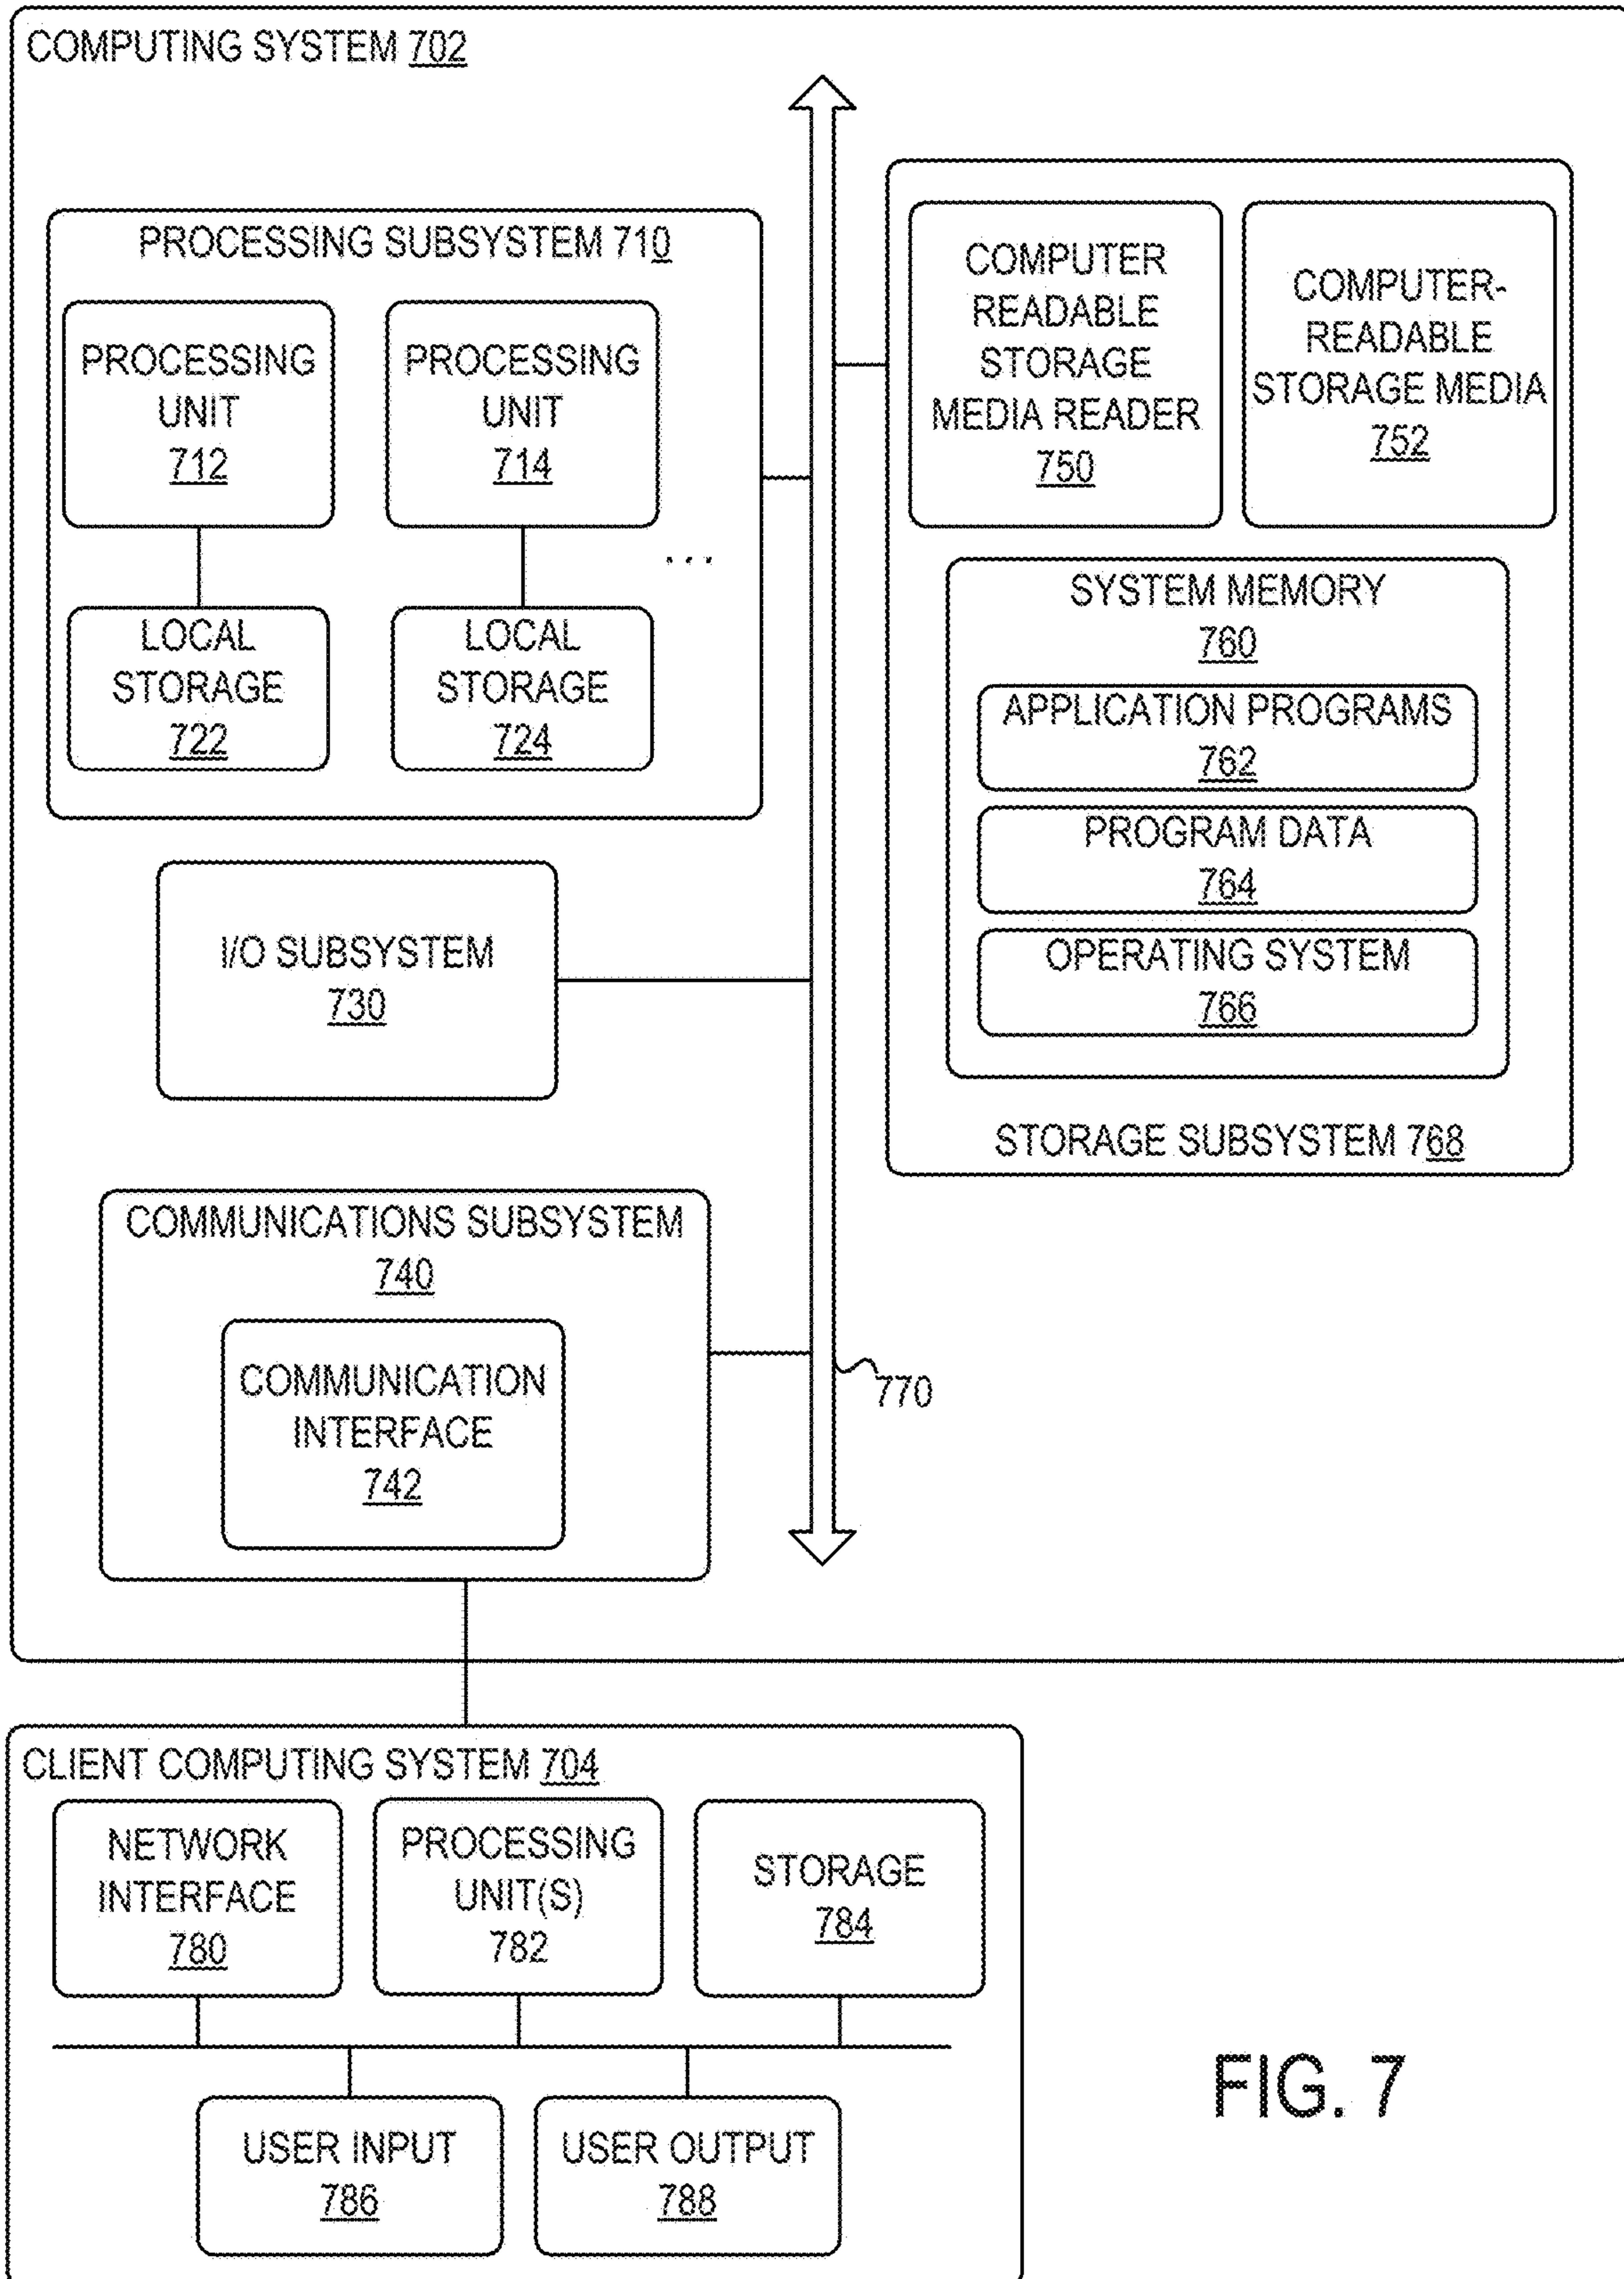 COMPUTING SYSTEM 702
PROCESSING SUBSYSTEM 710
PROCESSING
UNIT
712
PROCESSING
UNIT
714
...
LOCAL
STORAGE
722
LOCAL
STORAGE
724
I/O SUBSYSTEM
730
COMMUNICATIONS SUBSYSTEM
740
COMMUNICATION
INTERFACE
742
COMPUTER
READABLE
STORAGE
MEDIA READER
750
COMPUTER-
READABLE
STORAGE MEDIA
752
SYSTEM MEMORY
760
APPLICATION PROGRAMS
762
PROGRAM DATA
764
OPERATING SYSTEM
766
STORAGE SUBSYSTEM 768
770
CLIENT COMPUTING SYSTEM 704
NETWORK
INTERFACE
780
PROCESSING
UNIT(S)
782
STORAGE
784
USER INPUT
786
USER OUTPUT
788
FIG. 7